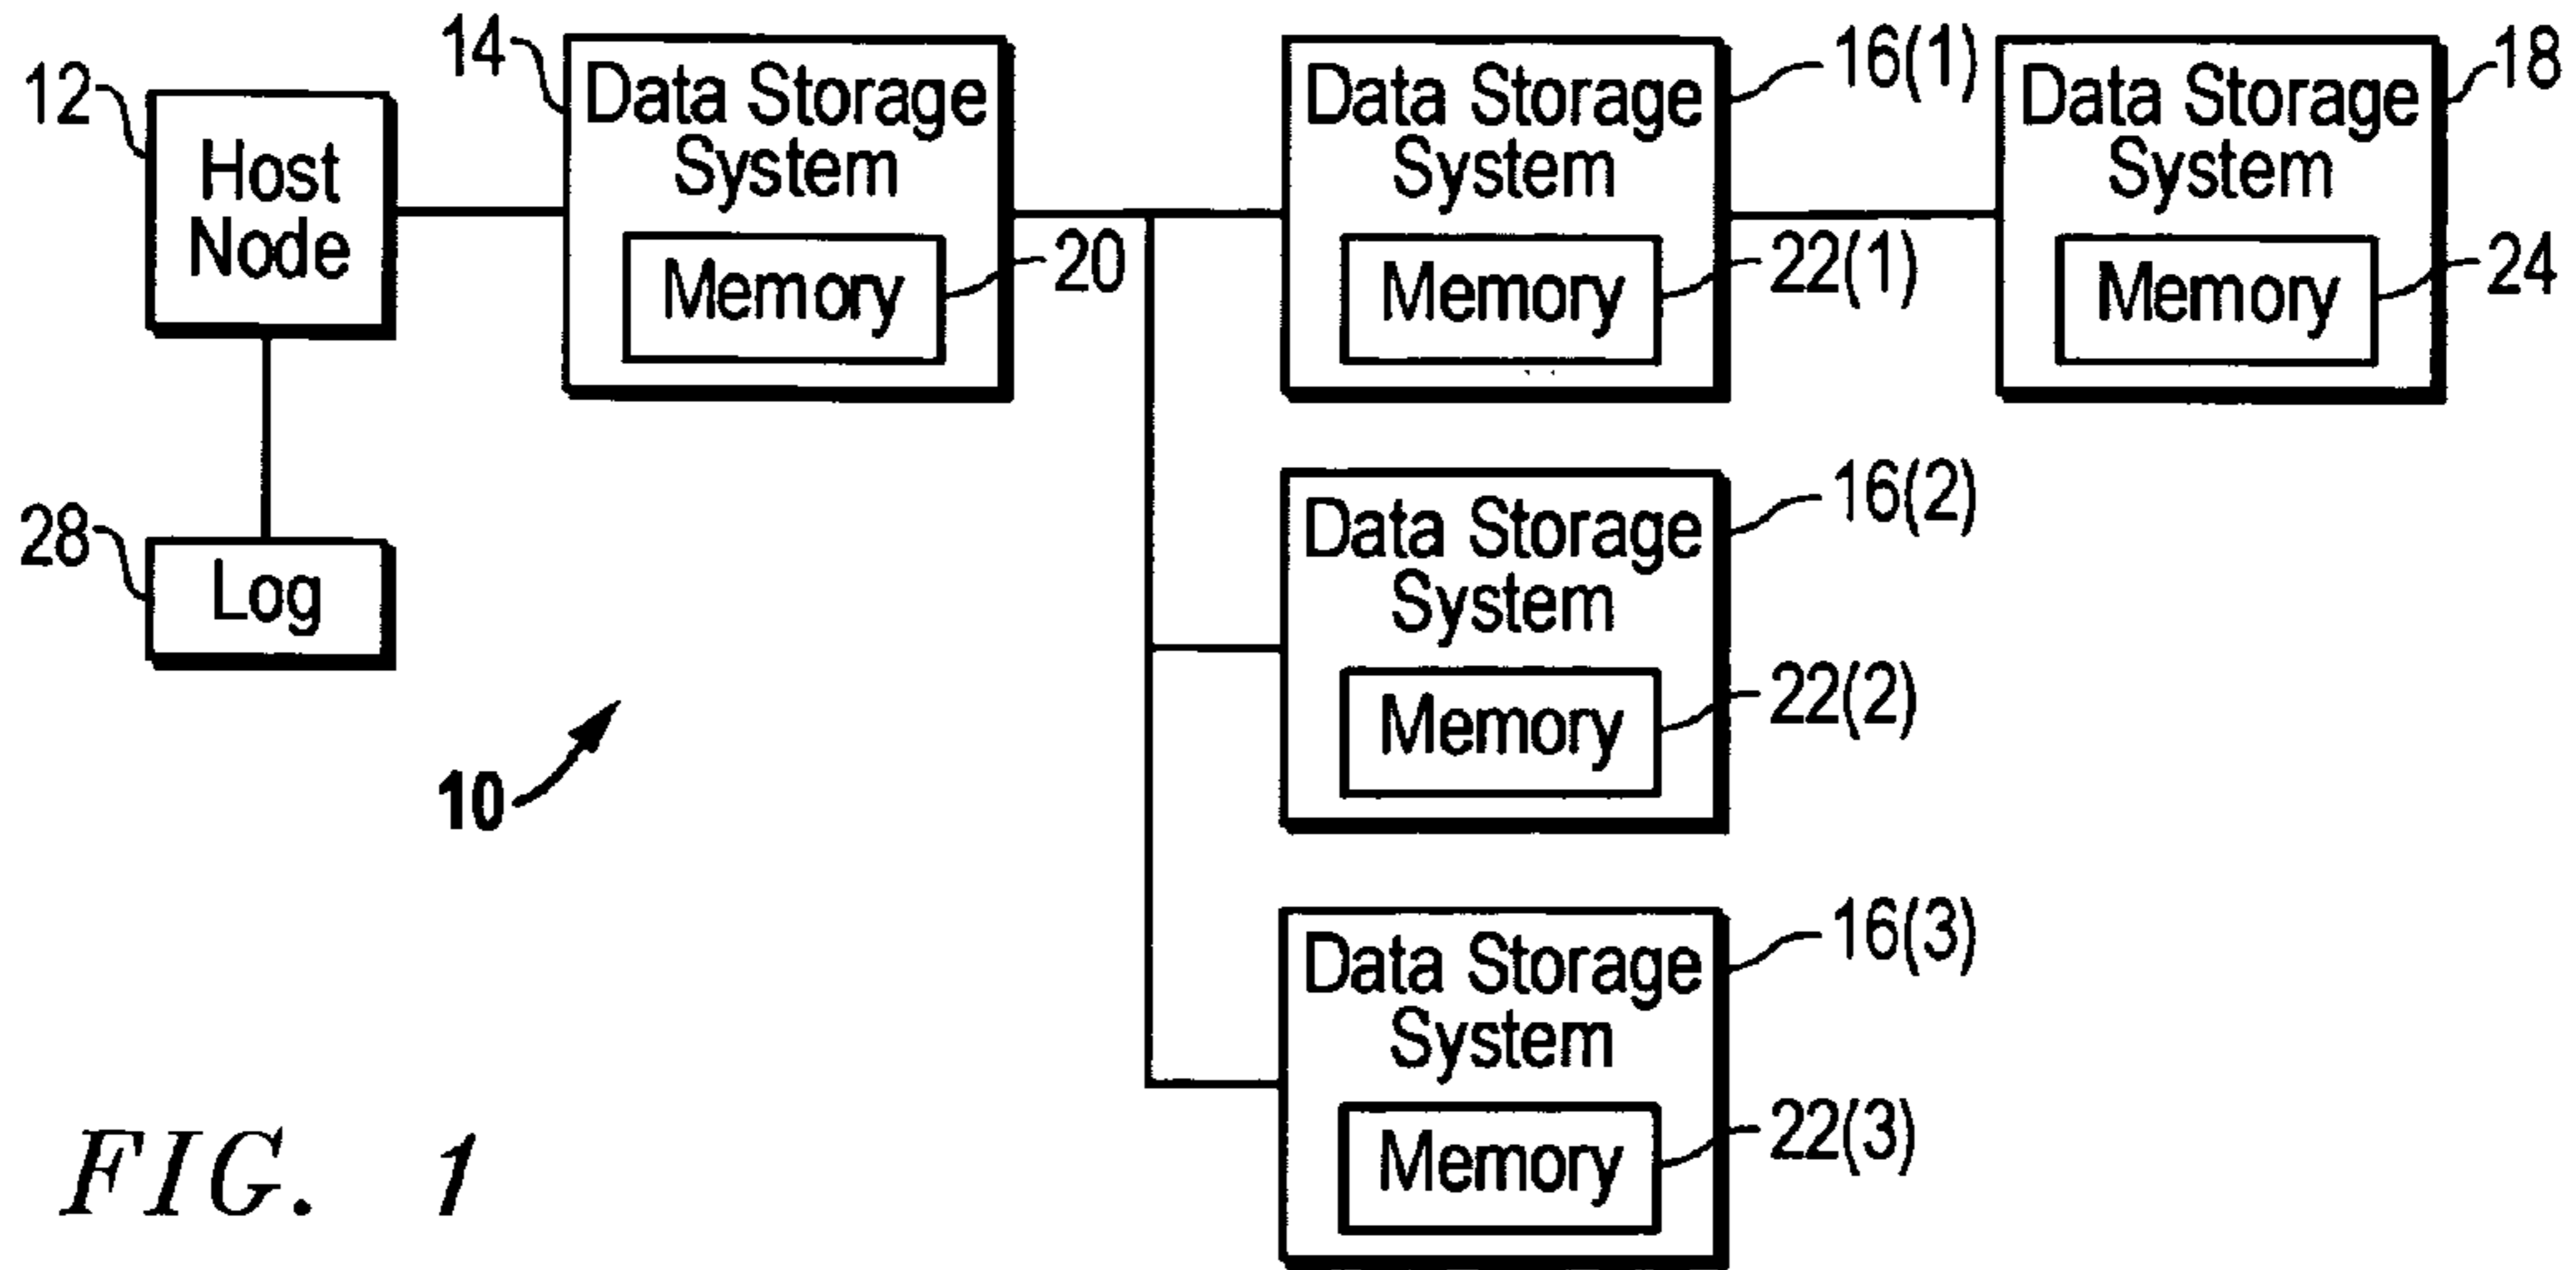 12
Host
Node
28
Log
14
Data Storage
System
Memory
20
16(1)
Data Storage
System
Memory
22(1)
18
Data Storage
System
Memory
24
16(2)
Data Storage
System
Memory
22(2)
16(3)
Data Storage
System
Memory
22(3)
10
FIG. 1